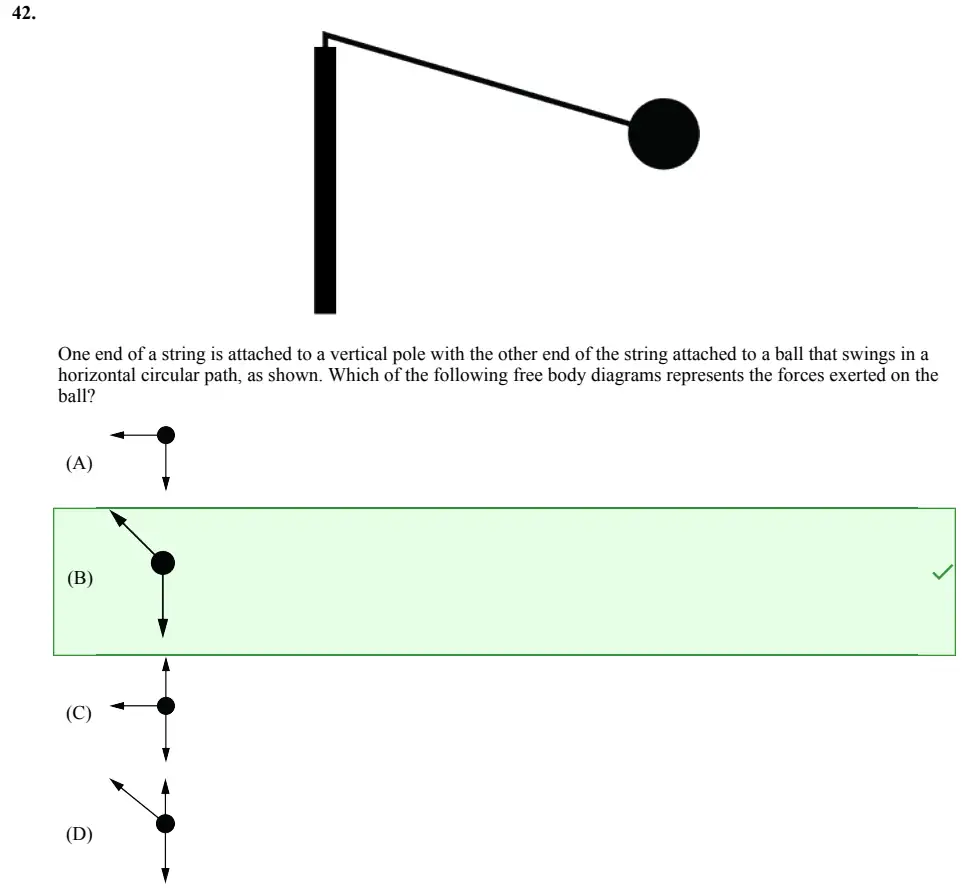 42.
One end of a string is attached to a vertical pole with the other end of the string attached to a ball that swings in a
horizontal circular path, as shown. Which of the following free body diagrams represents the forces exerted on the
ball?
(A)
(B)
(C)
(D)